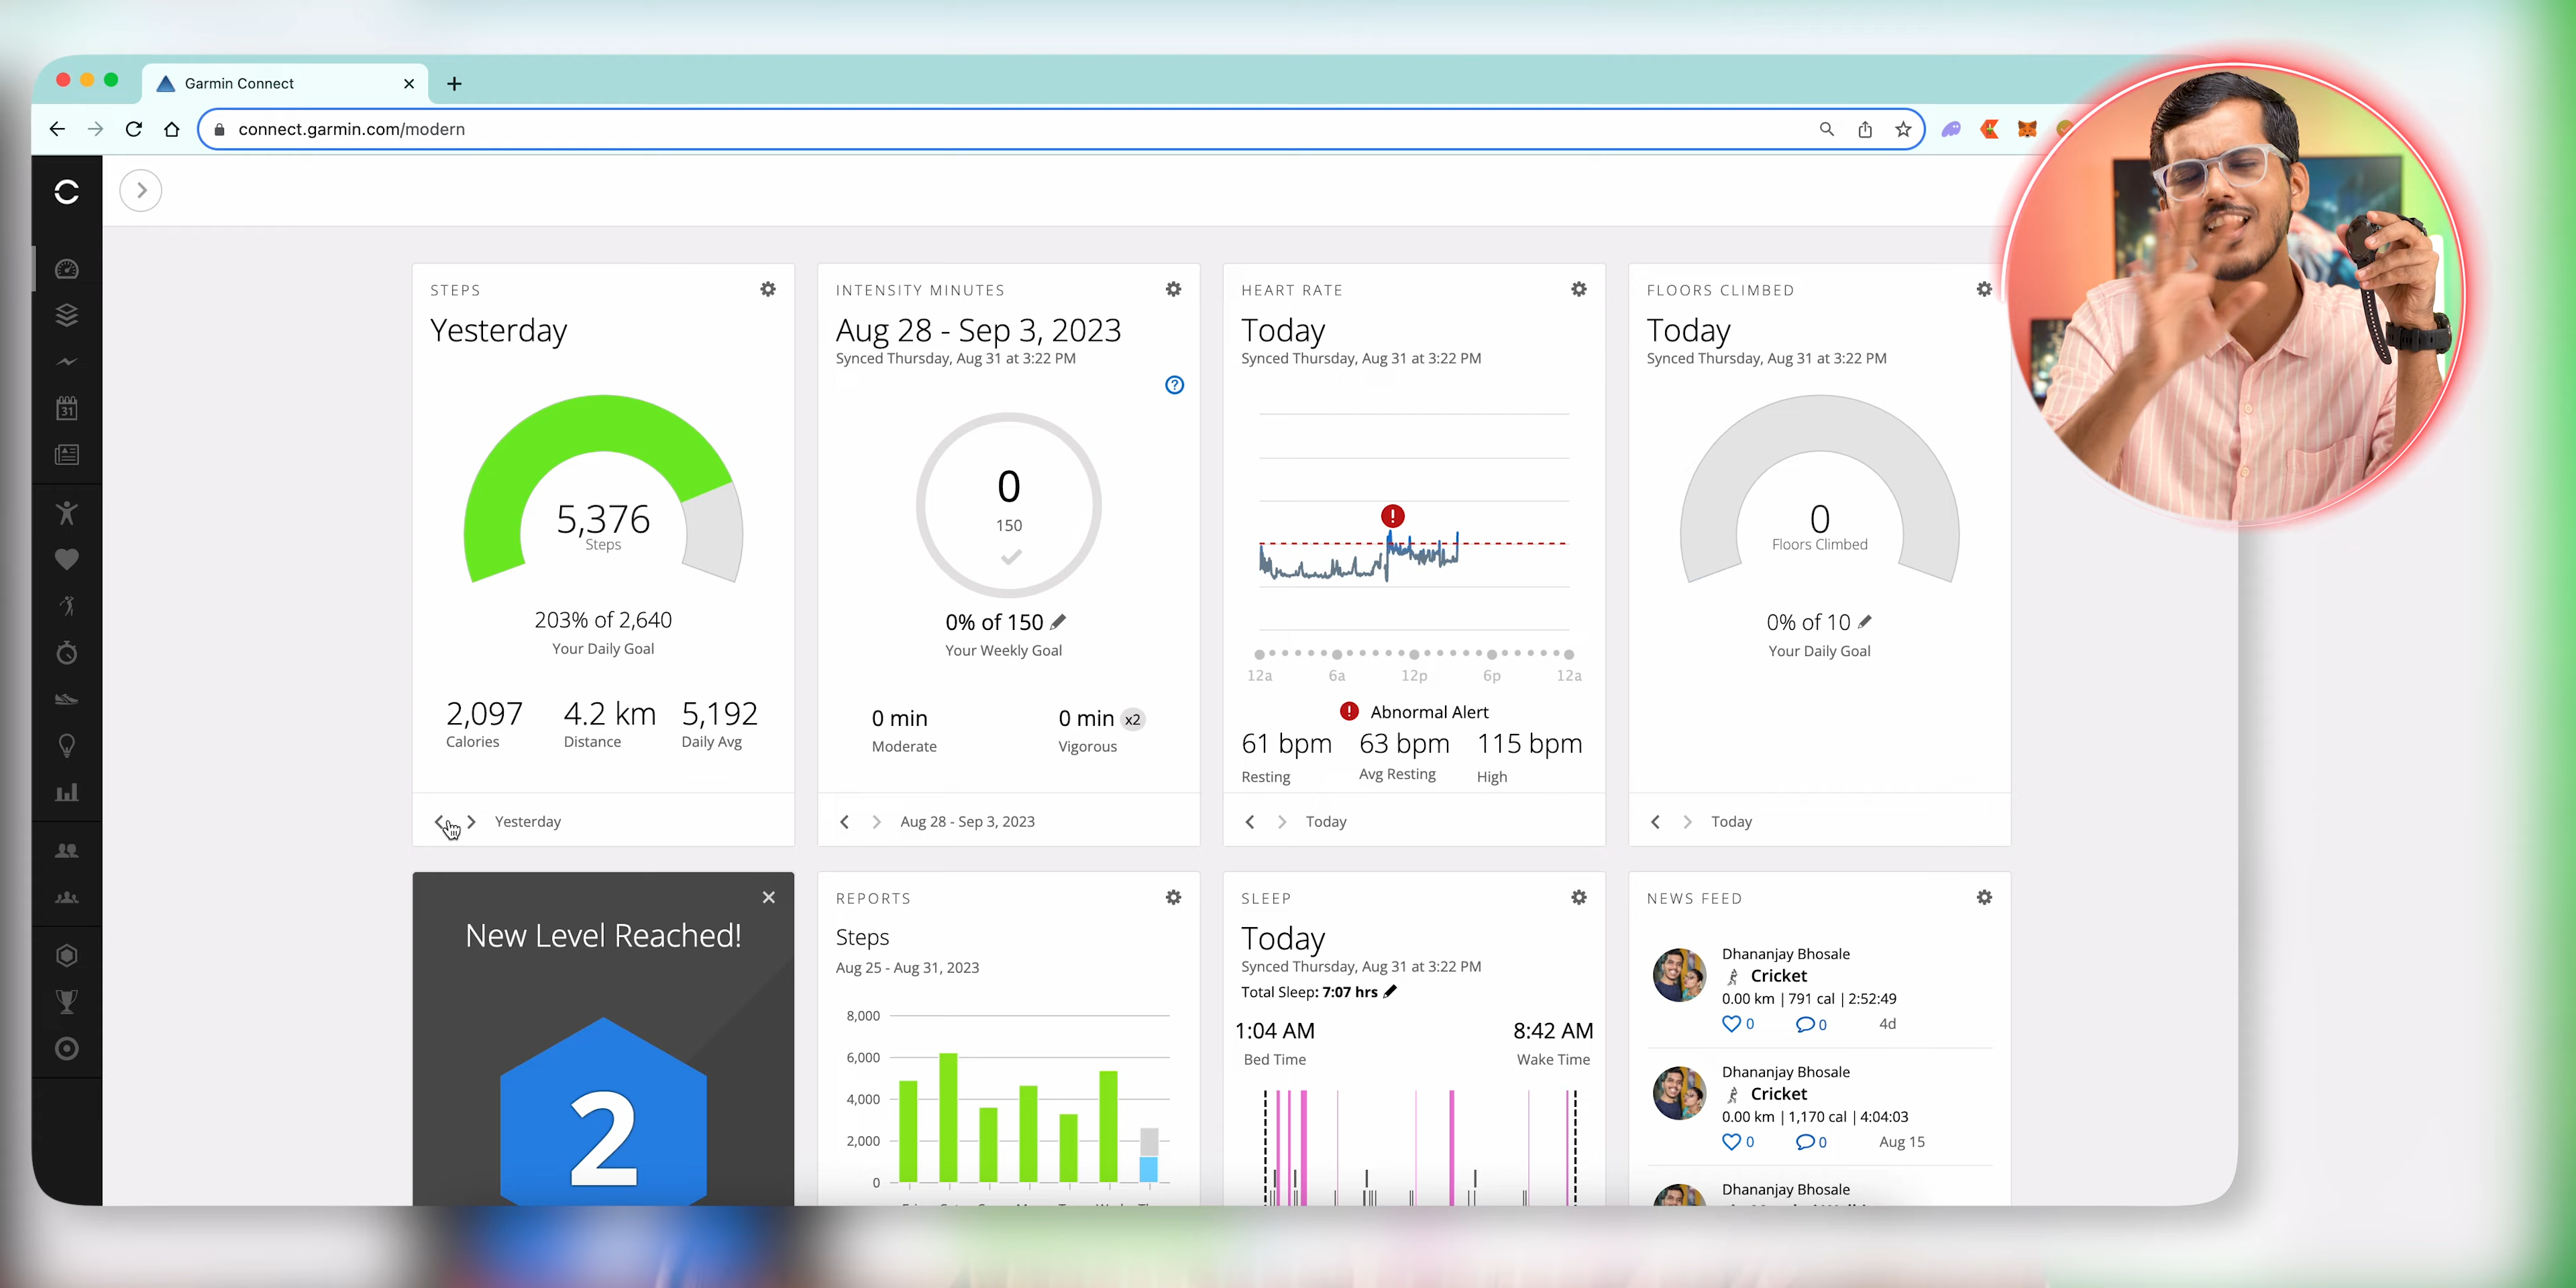 Garmin Connect
connect.garmin.com/modern
31
STEPS
Yesterday
5,376
Steps
203% of 2,640
Your Daily Goal
2,097 4.2 km 5,192
Calories Distance Daily Avg
Yesterday
INTENSITY MINUTES
Aug 28 - Sep 3, 2023
Synced Thursday, Aug 31 at 3:22 PM
?
0
150
0% of 150
Your Weekly Goal
0 min 0 min x2
Moderate Vigorous
Aug 28 - Sep 3, 2023
HEART RATE
Today
Synced Thursday, Aug 31 at 3:22 PM
!
12a 6a 12p 6p 12a
! Abnormal Alert
61 bpm 63 bpm 115 bpm
Resting Avg Resting High
Today
FLOORS CLIMBED
Today
Synced Thursday, Aug 31 at 3:22 PM
0
Floors Climbed
0% of 10
Your Daily Goal
Today
New Level Reached!
2
REPORTS
Steps
Aug 25 - Aug 31, 2023
8,000
6,000
4,000
2,000
0
SLEEP
Today
Synced Thursday, Aug 31 at 3:22 PM
Total Sleep: 7:07 hrs
1:04 AM 8:42 AM
Bed Time Wake Time
NEWS FEED
Dhananjay Bhosale
Cricket
0.00 km | 791 cal | 2:52:49
0 0 4d
Dhananjay Bhosale
Cricket
0.00 km | 1,170 cal | 4:04:03
0 0 Aug 15
Dhananjay Bhosale